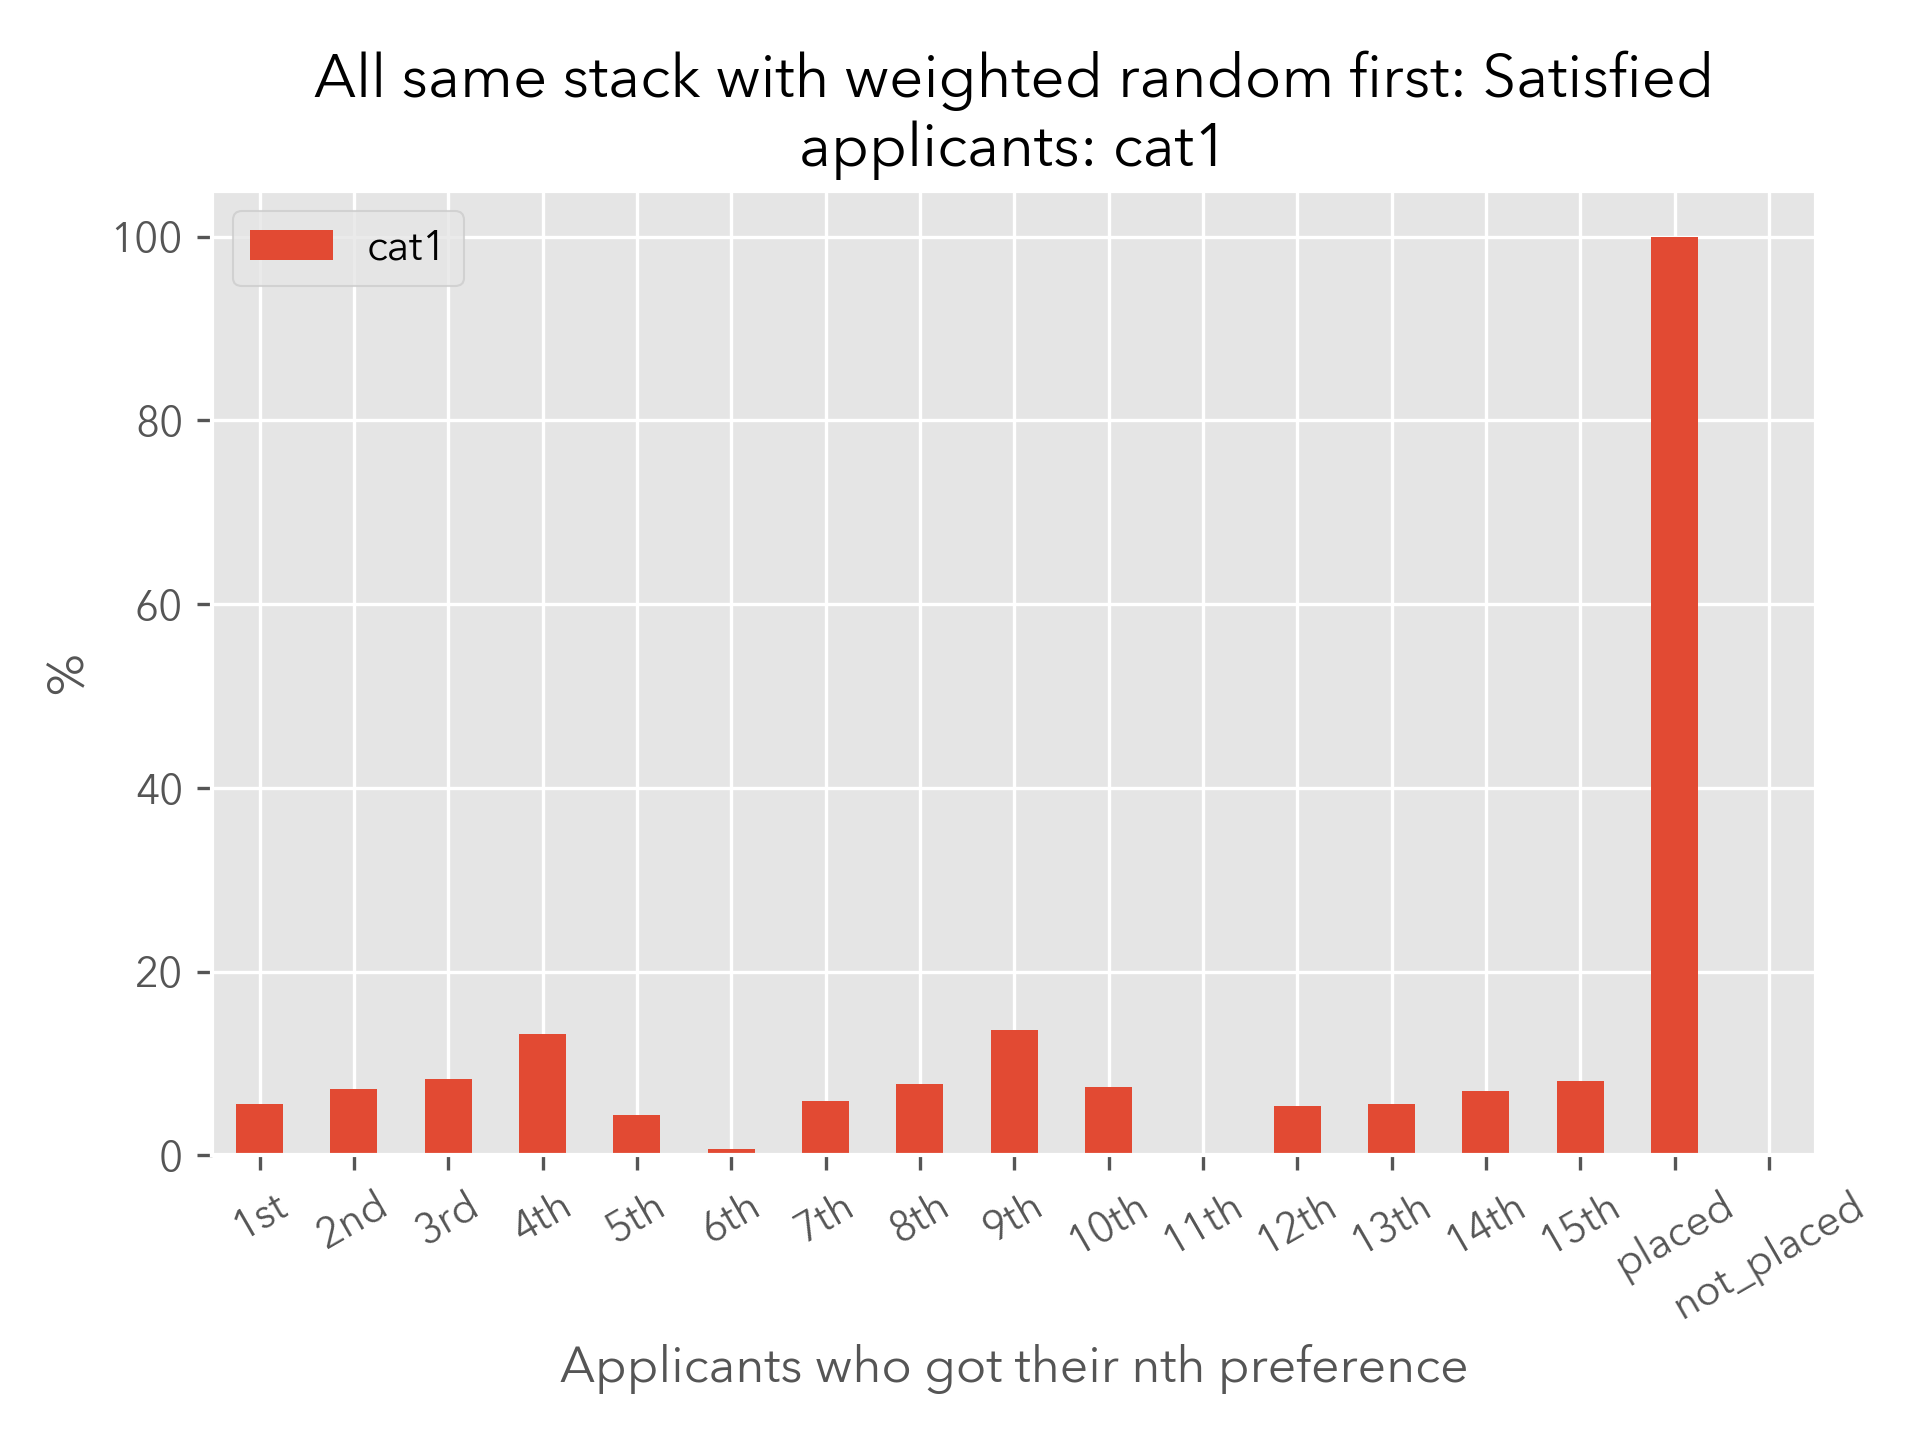 All same stack with weighted random first: Satisfied
applicants: cat1
cat1
100
80
60
40
20
0
%
1st
2nd
3rd
4th
5th
6th
7th
8th
9th
10th
11th
12th
13th
14th
15th
placed
not_placed
Applicants who got their nth preference